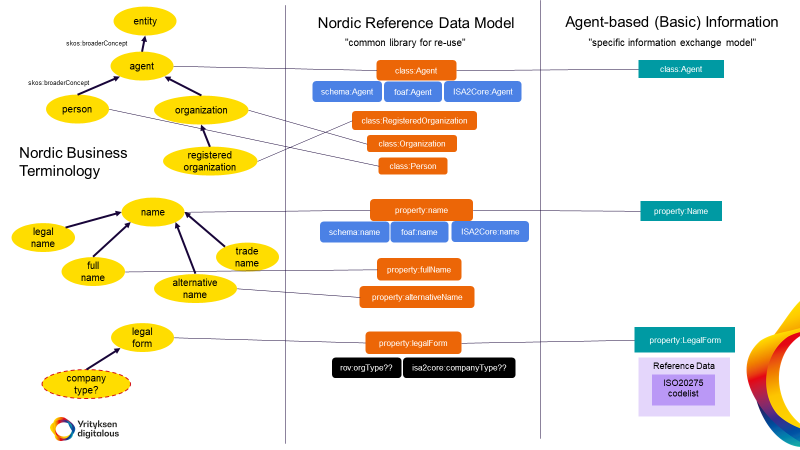 entity
skos:broaderConcept
agent
skos:broaderConcept
person
organization
registered
organization
Nordic Business
Terminology
name
legal
name
full
name
trade
name
alternative
name
legal
form
company
type?
Yrityksen
digitalous
Nordic Reference Data Model
"common library for re-use"
class:Agent
schema:Agent
foaf:Agent
ISA2Core:Agent
class:RegisteredOrganization
class:Organization
class:Person
property:name
schema:name
foaf:name
ISA2Core:name
property:fullName
property:alternativeName
property:legalForm
rov:orgType??
isa2core:companyType??
Agent-based (Basic) Information
"specific information exchange model"
class:Agent
property:Name
property:LegalForm
Reference Data
ISO20275
codelist